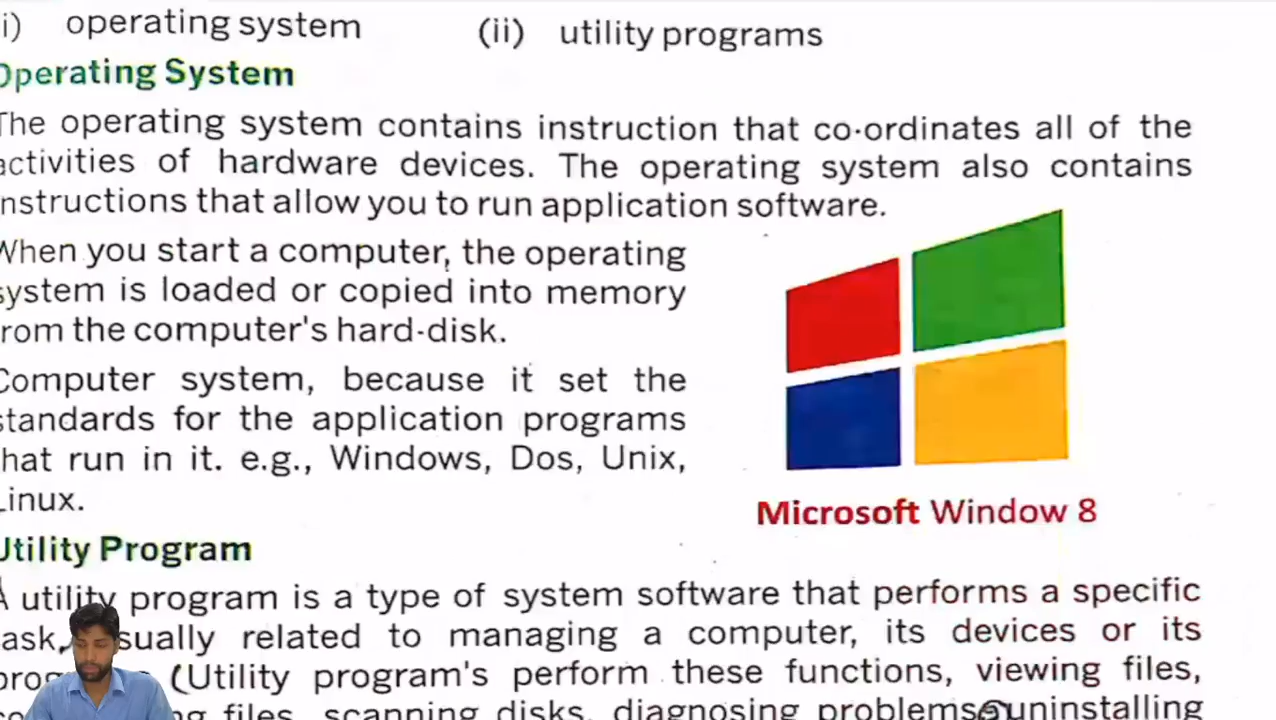 i) operating system (ii) utility programs
Operating System
The operating system contains instruction that co-ordinates all of the
activities of hardware devices. The operating system also contains
instructions that allow you to run application software.
When you start a computer, the operating
system is loaded or copied into memory
from the computer's hard-disk.
Computer system, because it set the
standards for the application programs
that run in it. e.g., Windows, Dos, Unix,
Linux.
Microsoft Window 8
Utility Program
A utility program is a type of system software that performs a specific
task, usually related to managing a computer, its devices or its
(Utility program's perform these functions, viewing files,
files, scanning disks, diagnosing problems uninstalling